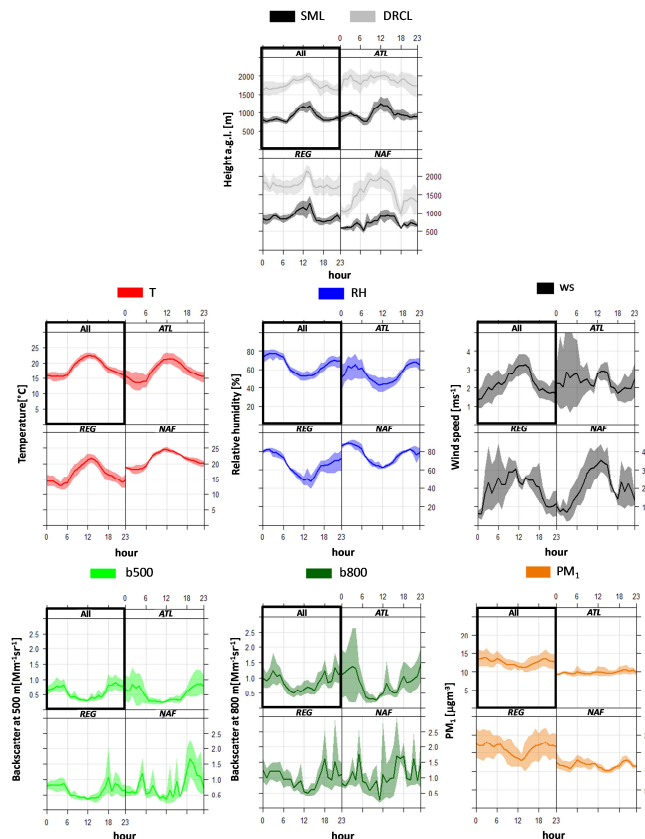 SML DRCL
0 6 12 18 23
All ATL
2000
1500
1000
500
Height a.g.l. [m]
REG NAF
2000
1500
1000
500
0 6 12 18 23
hour
T
0 6 12 18 23
All ATL
25
20
15
10
5
Temperature[°C]
REG NAF
25
20
15
10
5
0 6 12 18 23
hour
RH
0 6 12 18 23
All ATL
80
60
40
20
0
Relative humidity [%]
REG NAF
80
60
40
20
0 6 12 18 23
hour
ws
0 6 12 18 23
All ATL
4
3
2
1
Wind speed [ms⁻¹]
REG NAF
4
3
2
1
0 6 12 18 23
hour
b500
0 6 12 18 23
All ATL
2.5
2.0
1.5
1.0
0.5
Backscatter at 500 m[Mm⁻¹sr¹]
REG NAF
2.5
2.0
1.5
1.0
0.5
0 6 12 18 23
hour
b800
0 6 12 18 23
All ATL
2.5
2.0
1.5
1.0
0.5
Backscatter at 800 m[Mm⁻¹sr¹]
REG NAF
2.5
2.0
1.5
1.0
0.5
0 6 12 18 23
hour
PM₁
0 6 12 18 23
All ATL
20
15
10
5
PM₁ [µgm³]
REG NAF
0 6 12 18 23
hour